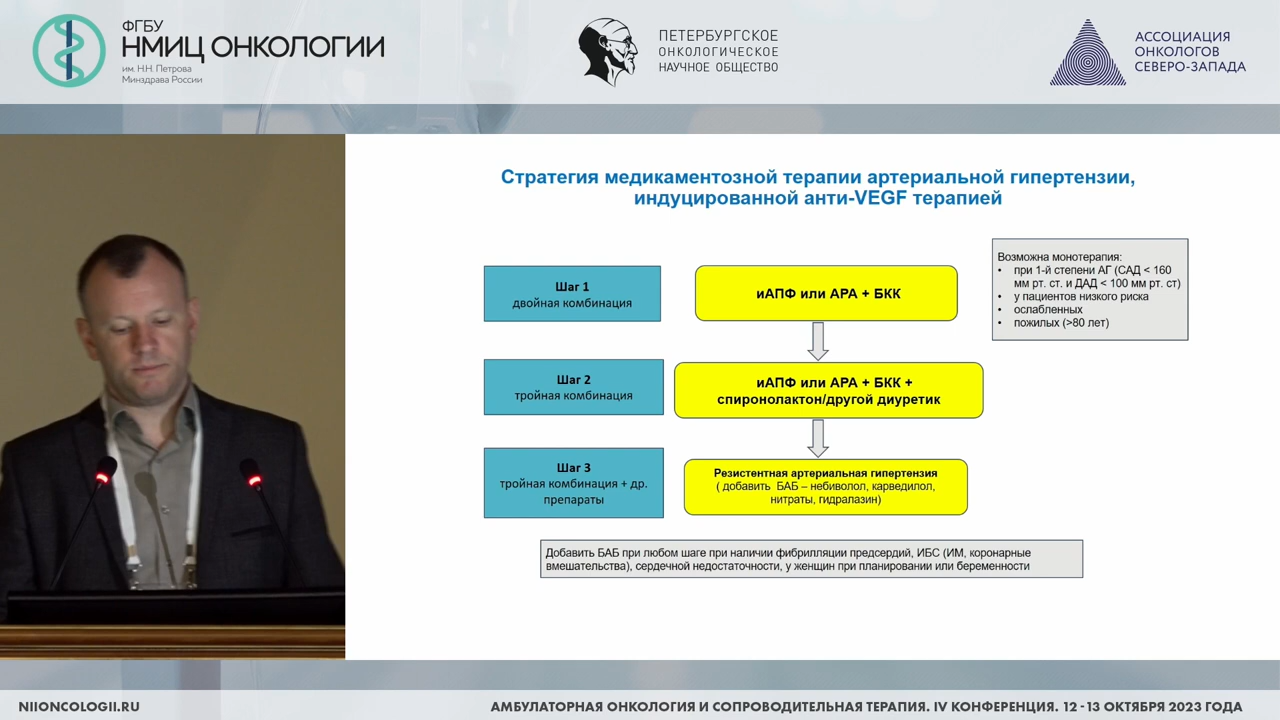 ФГБУ
НМИЦ ОНКОЛОГИИ
им. Н.Н. Петрова
Минздрава России
ПЕТЕРБУРГСКОЕ
ОНКОЛОГИЧЕСКОЕ
НАУЧНОЕ ОБЩЕСТВО
АССОЦИАЦИЯ
ОНКОЛОГОВ
СЕВЕРО-ЗАПАДА
Стратегия медикаментозной терапии артериальной гипертензии,
индуцированной анти-VEGF терапией
Шаг 1
двойная комбинация
иАПФ или АРА + БКК
Возможна монотерапия:
• при 1-й степени АГ (САД < 160
мм рт. ст. и ДАД < 100 мм рт. ст)
• у пациентов низкого риска
• ослабленных
• пожилых (>80 лет)
Шаг 2
тройная комбинация
иАПФ или АРА + БКК +
спиронолактон/другой диуретик
Шаг 3
тройная комбинация + др.
препараты
Резистентная артериальная гипертензия
( добавить БАБ – небиволол, карведилол,
нитраты, гидралазин)
Добавить БАБ при любом шаге при наличии фибрилляции предсердий, ИБС (ИМ, коронарные
вмешательства), сердечной недостаточности, у женщин при планировании или беременности
NIIONCOLOGII.RU
АМБУЛАТОРНАЯ ОНКОЛОГИЯ И СОПРОВОДИТЕЛЬНАЯ ТЕРАПИЯ. IV КОНФЕРЕНЦИЯ. 12 -13 ОКТЯБРЯ 2023 ГОДА